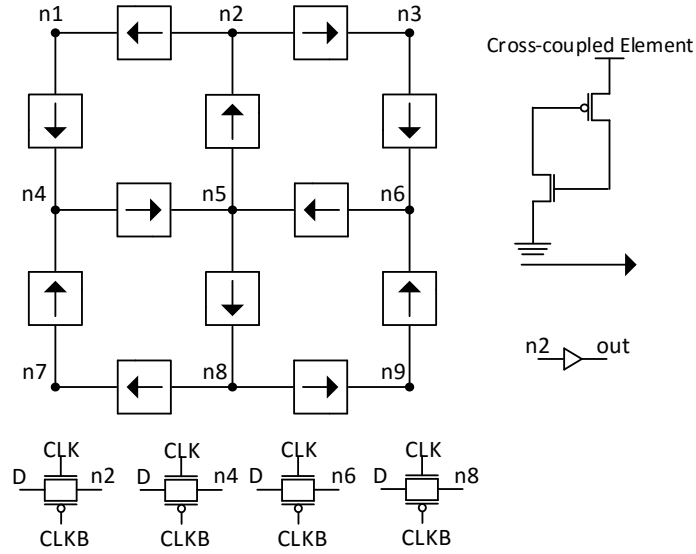 n1 n2 n3
Cross-coupled Element
n4 n5 n6
n2 out
n7 n8 n9
CLK CLK CLK CLK
D n2 D n4 D n6 D n8
CLKB CLKB CLKB CLKB